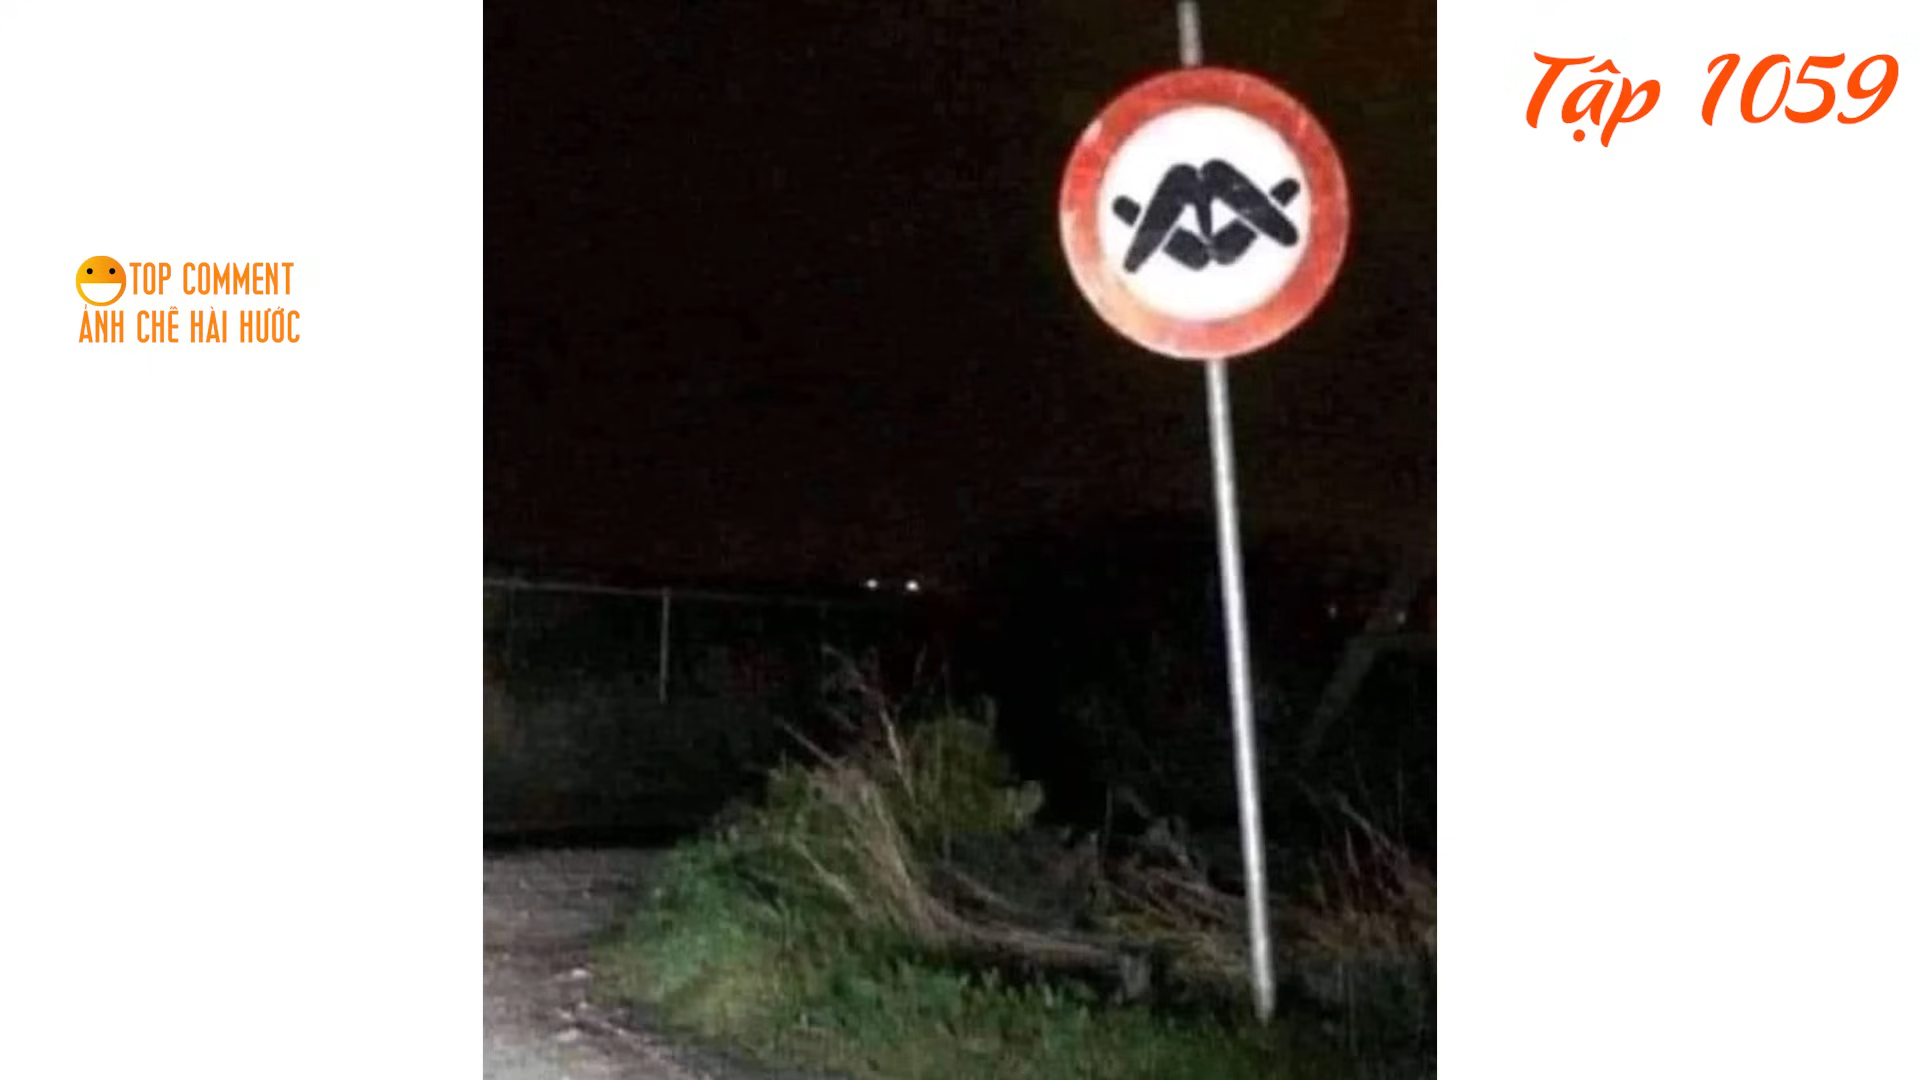 Tập 1059
TOP COMMENT
ẢNH CHẾ HÀI HƯỚC